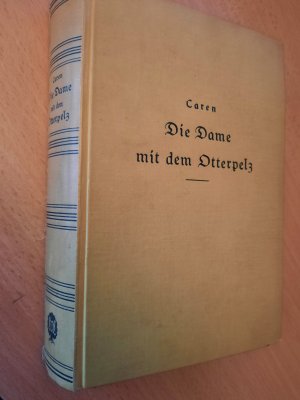 Caren
Die Dame
mit dem
Otterpelz
Caren
Die Dame
mit dem Otterpelz